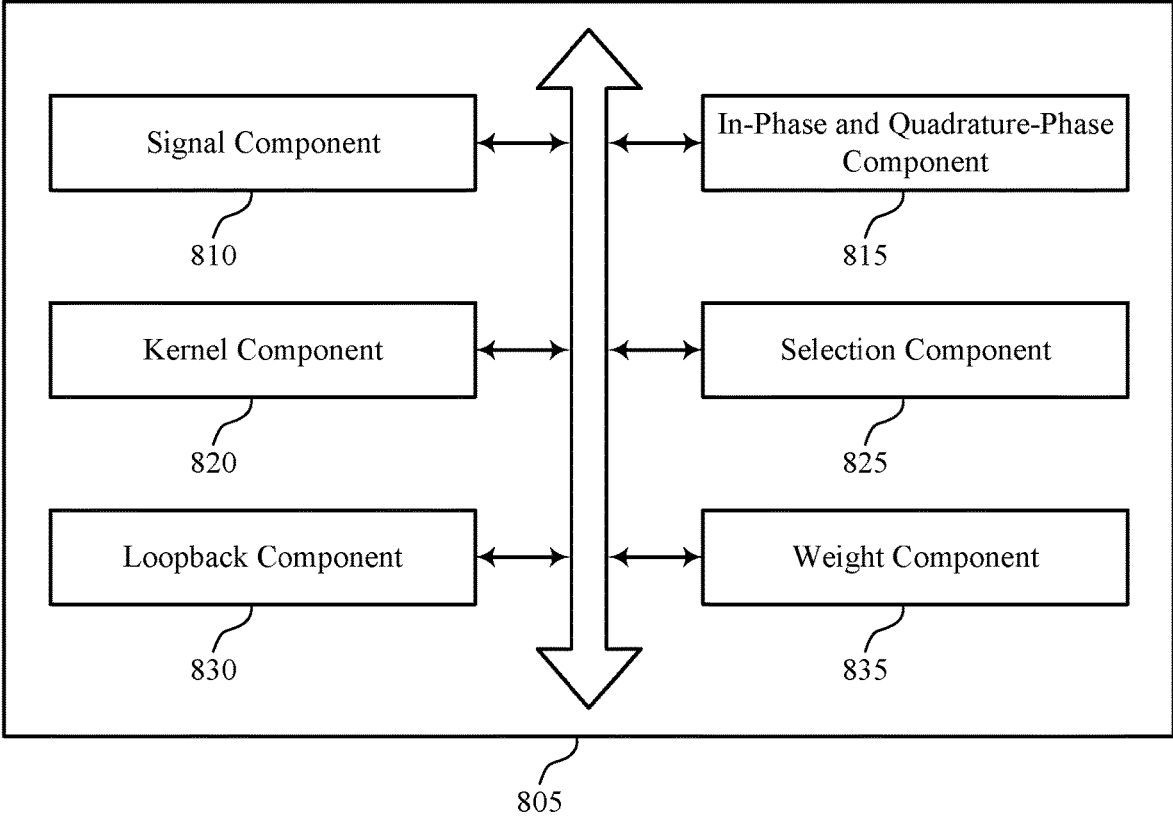 Signal Component
In-Phase and Quadrature-Phase
Component
810
815
Kernel Component
Selection Component
820
825
Loopback Component
Weight Component
830
835
805